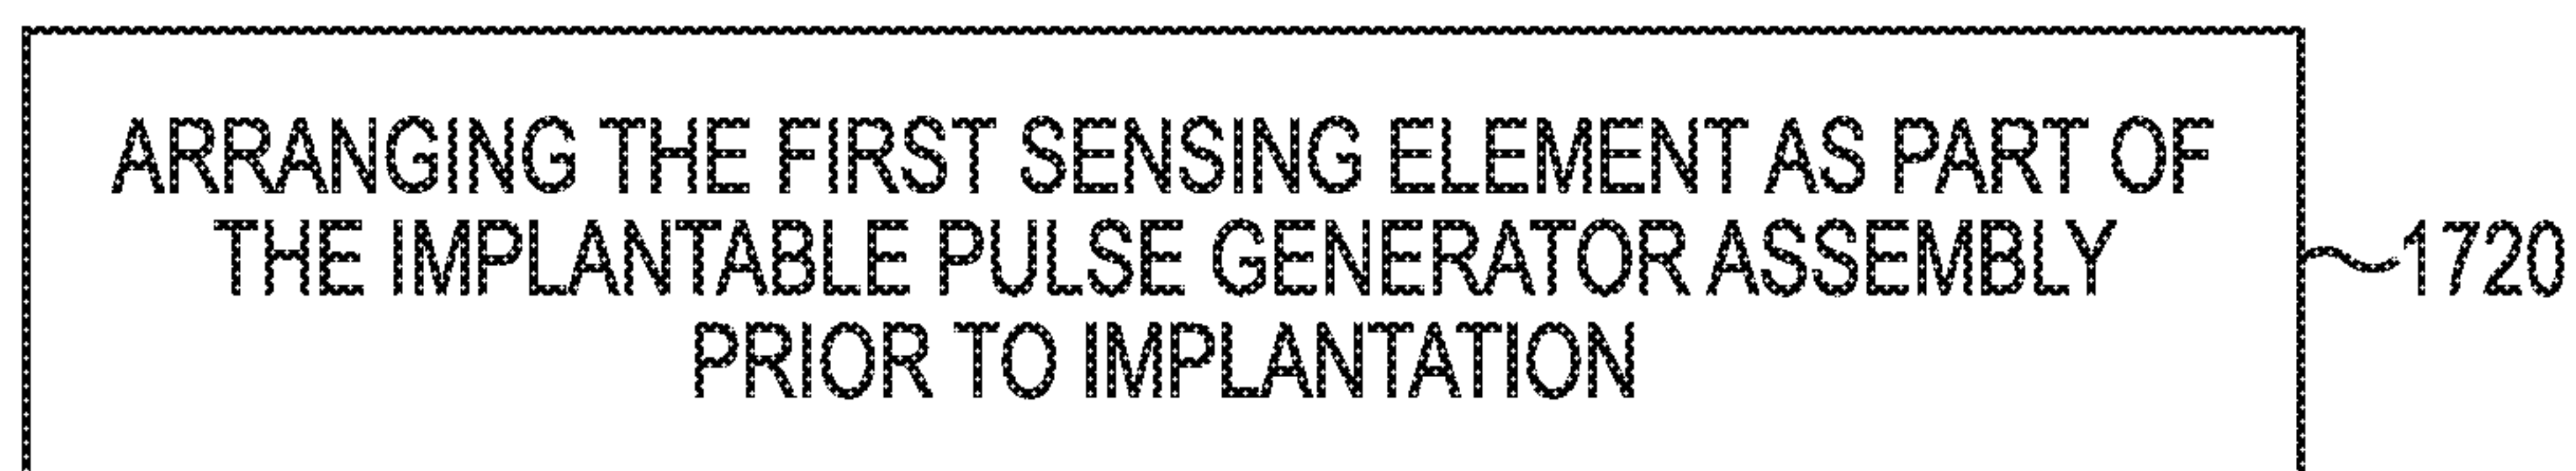 ARRANGING THE FIRST SENSING ELEMENT AS PART OF
THE IMPLANTABLE PULSE GENERATOR ASSEMBLY
PRIOR TO IMPLANTATION
1720